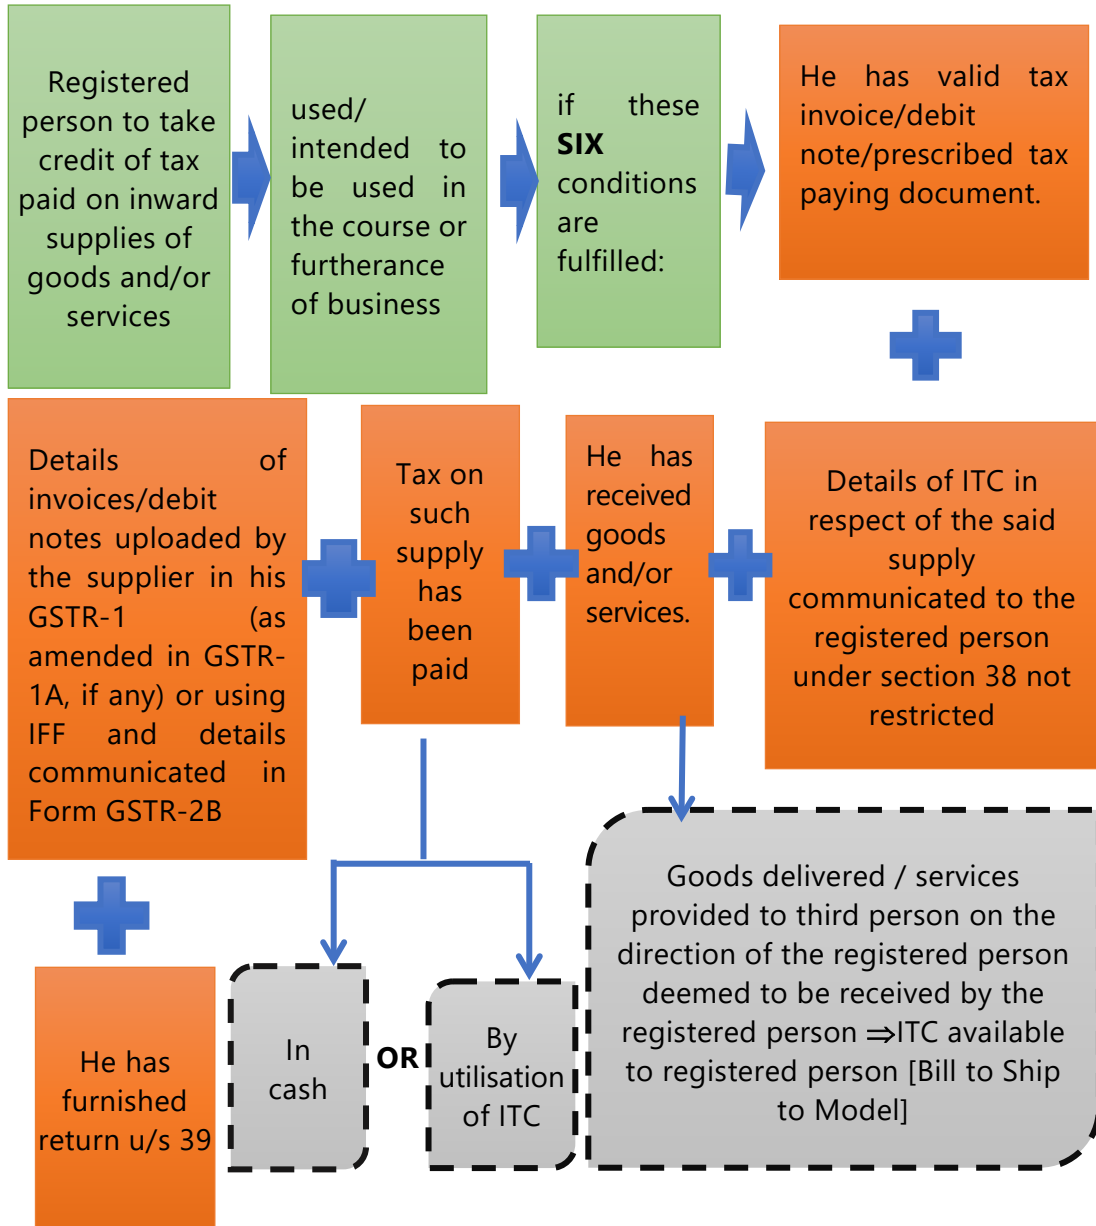 Registered
person to take
credit of tax
paid on inward
supplies of
goods and/or
services
used/
intended to
be used in
the course or
furtherance
of business
if these
SIX
conditions
are
fulfilled:
He has valid tax
invoice/debit
note/prescribed tax
paying document.
Details of ITC in
respect of the said
supply
communicated to the
registered person
under section 38 not
restricted
He has
received
goods
and/or
services.
Tax on
such
supply
has
been
paid
Details of
invoices/debit
notes uploaded by
the supplier in his
GSTR-1 (as
amended in GSTR-
1A, if any) or using
IFF and details
communicated in
Form GSTR-2B
He has
furnished
return u/s 39
In
cash
OR
By
utilisation
of ITC
Goods delivered / services
provided to third person on the
direction of the registered person
deemed to be received by the
registered person ⇒ITC available
to registered person [Bill to Ship
to Model]